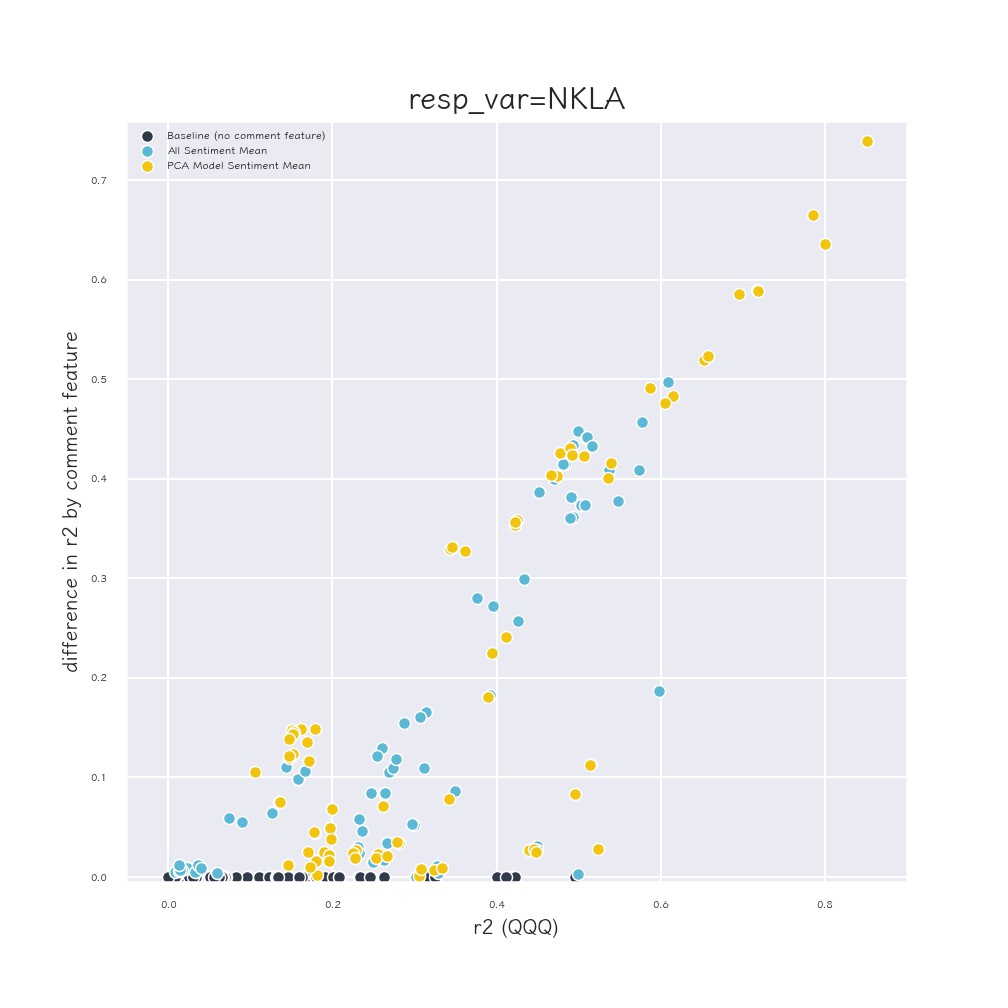 resp_var=NKLA
Baseline (no comment feature)
All Sentiment Mean
PCA Model Sentiment Mean
difference in r2 by comment feature
0.7
0.6
0.5
0.4
0.3
0.2
0.1
0.0
0.0 0.2 0.4 0.6 0.8
r2 (QQQ)